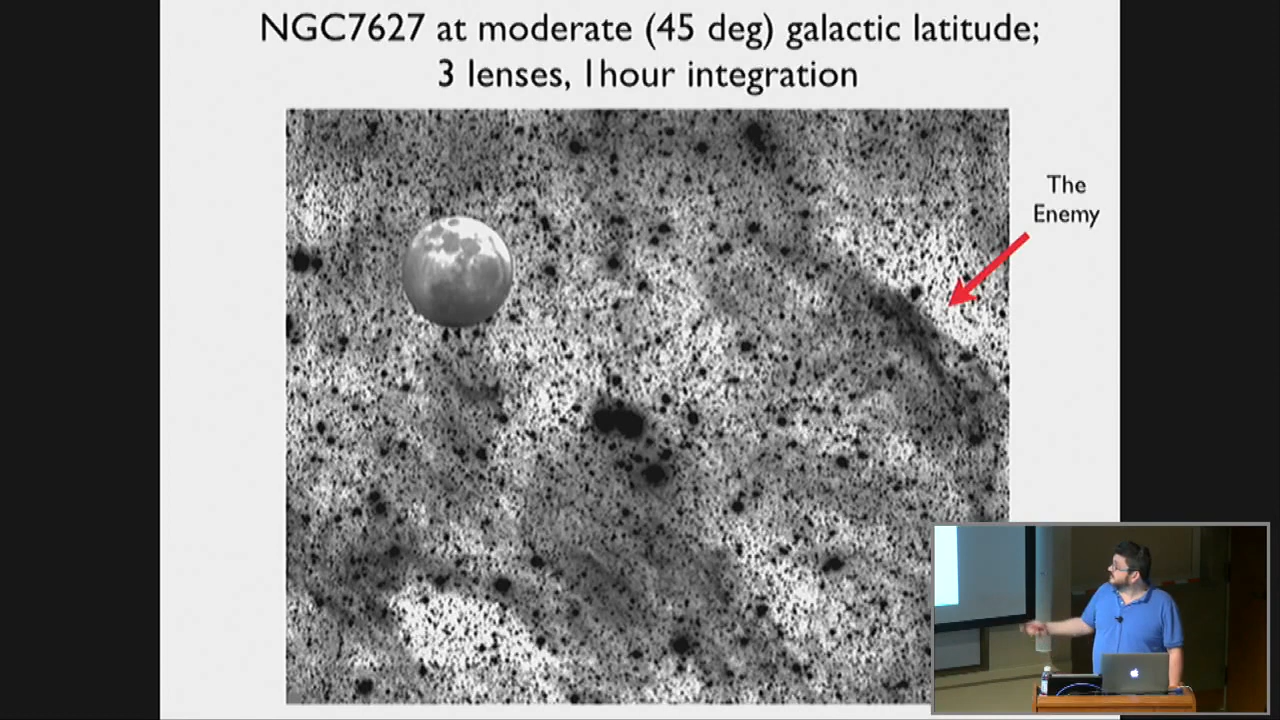 NGC7627 at moderate (45 deg) galactic latitude;
3 lenses, 1hour integration
The
Enemy